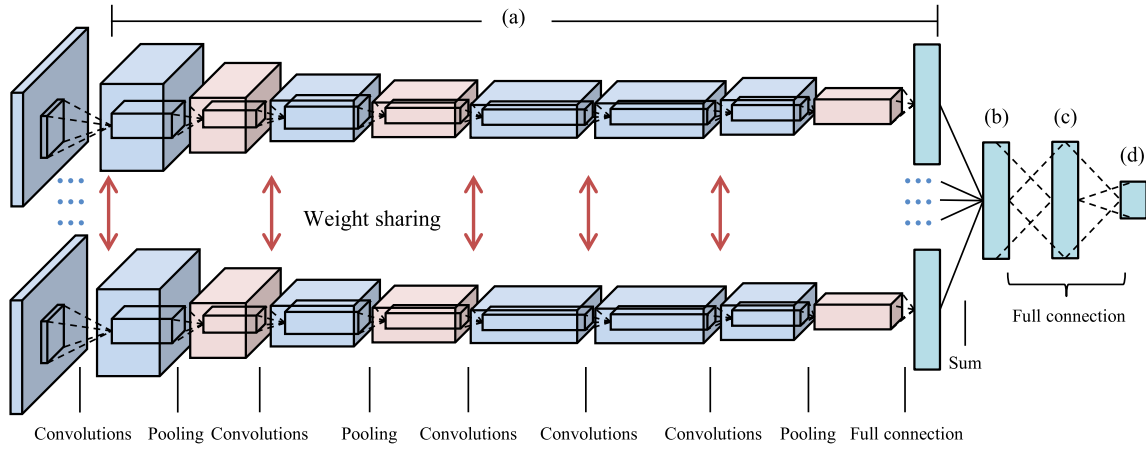 (a)
(b)
(c)
(d)
Weight sharing
Full connection
Sum
Convolutions
Pooling
Convolutions
Pooling
Convolutions
Convolutions
Convolutions
Pooling
Full connection